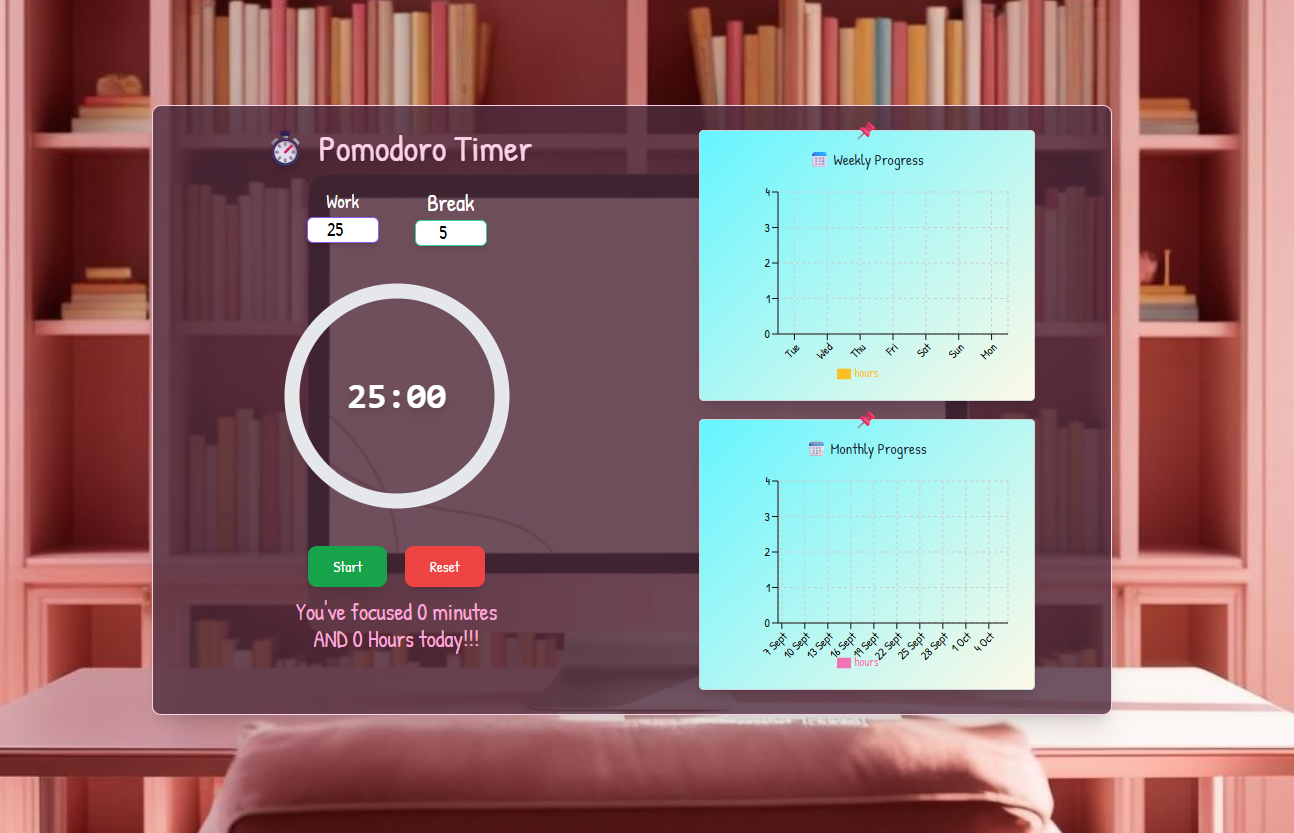 Pomodoro Timer
Work
Break
25
5
25:00
Start
Reset
You've focused 0 minutes
AND 0 Hours today!!!
Weekly Progress
4
3
2
1
0
Tue Wed Thu Fri Sat Sun Mon
hours
Monthly Progress
4
3
2
1
0
7 Sept 10 Sept 13 Sept 16 Sept 19 Sept 22 Sept 25 Sept 28 Sept 1 Oct 4 Oct
hours